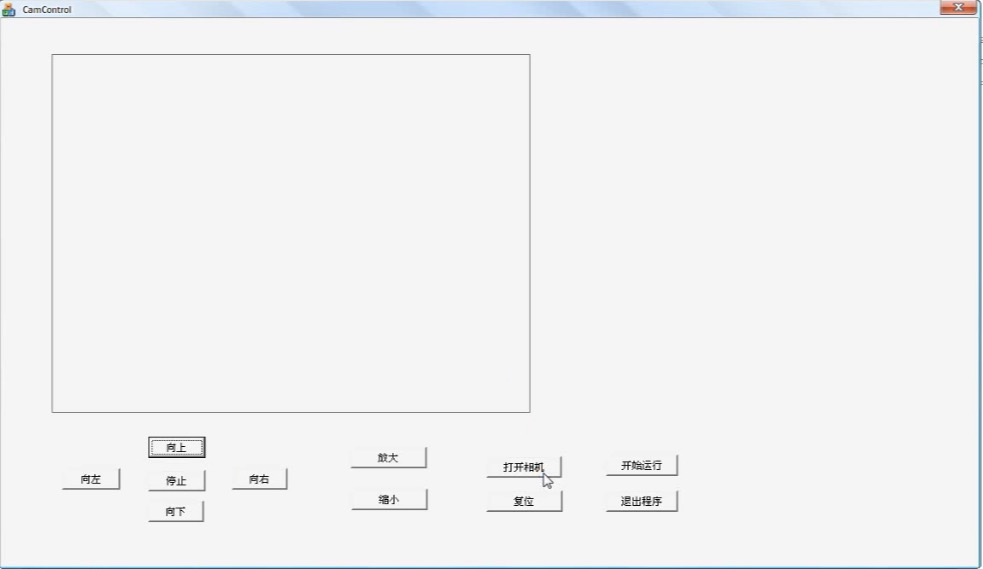 CamControl
向上
向左
停止
向右
向下
放大
缩小
打开相机
复位
开始运行
退出程序